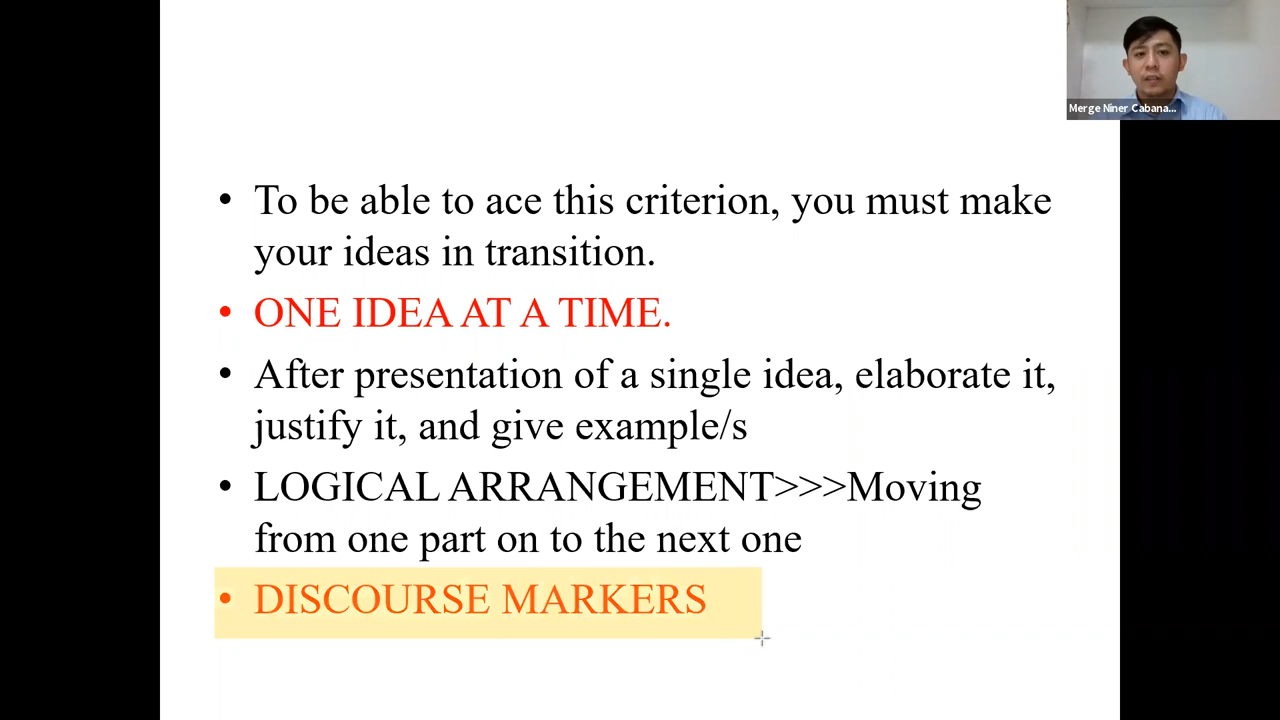 Merge Niner Cabana...
• To be able to ace this criterion, you must make
your ideas in transition.
• ONE IDEA AT A TIME.
• After presentation of a single idea, elaborate it,
justify it, and give example/s
• LOGICAL ARRANGEMENT>>>Moving
from one part on to the next one
• DISCOURSE MARKERS